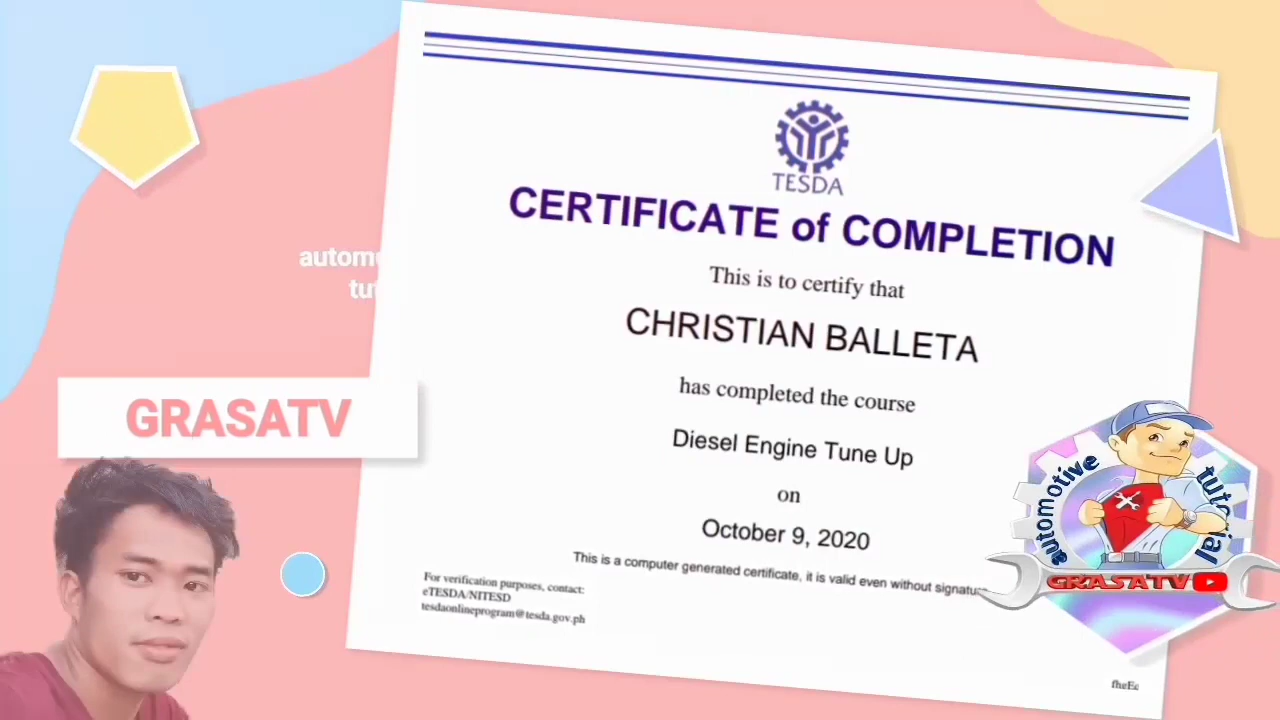 TESDA
CERTIFICATE of COMPLETION
This is to certify that
CHRISTIAN BALLETA
has completed the course
Diesel Engine Tune Up
on
October 9, 2020
This is a computer generated certificate, it is valid even without
For verification purposes, contact:
eTESDA/NITESD
tesdaonlineprogram@tesda.gov.ph
GRASATV
automotive
tutorial
GRASATV